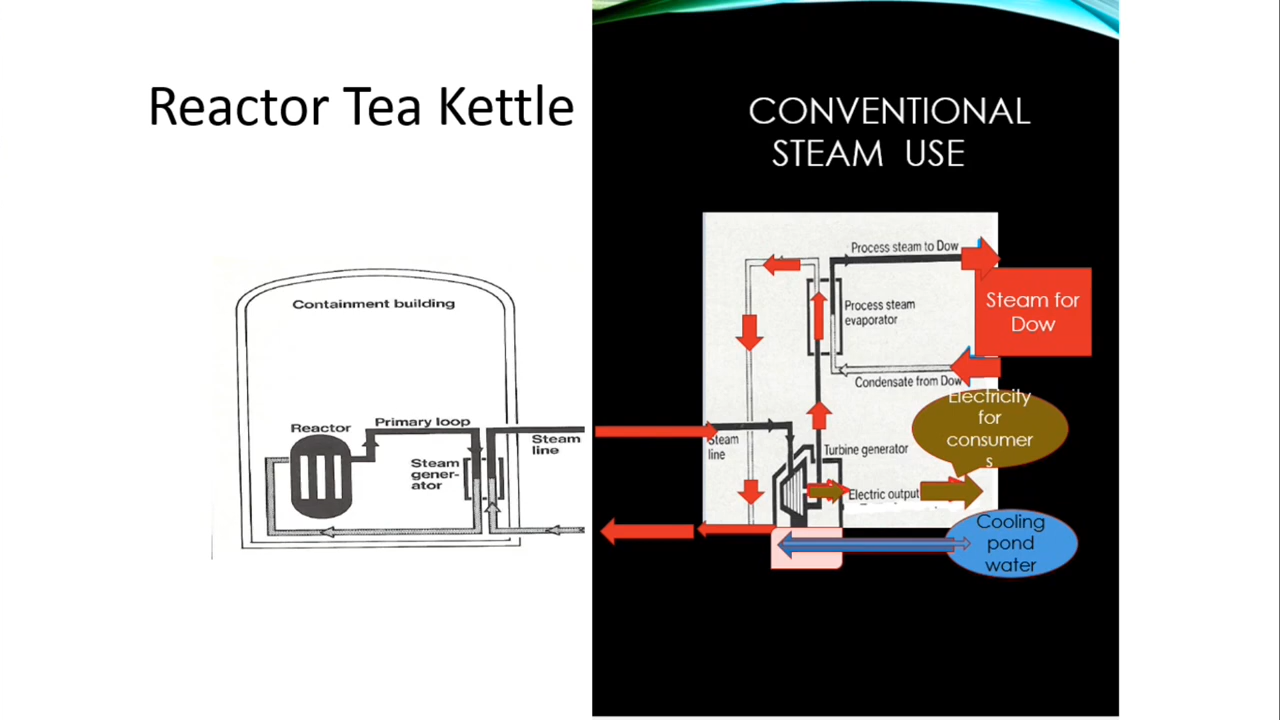 Reactor Tea Kettle
Containment building
Reactor
Primary loop
Steam
gener-
ator
Steam
line
CONVENTIONAL
STEAM USE
Process steam to Dow
Process steam
evaporator
Steam for
Dow
Condensate from Dow
Electricity
for
consumer
s
Steam
line
Turbine generator
Electric output
Cooling
pond
water